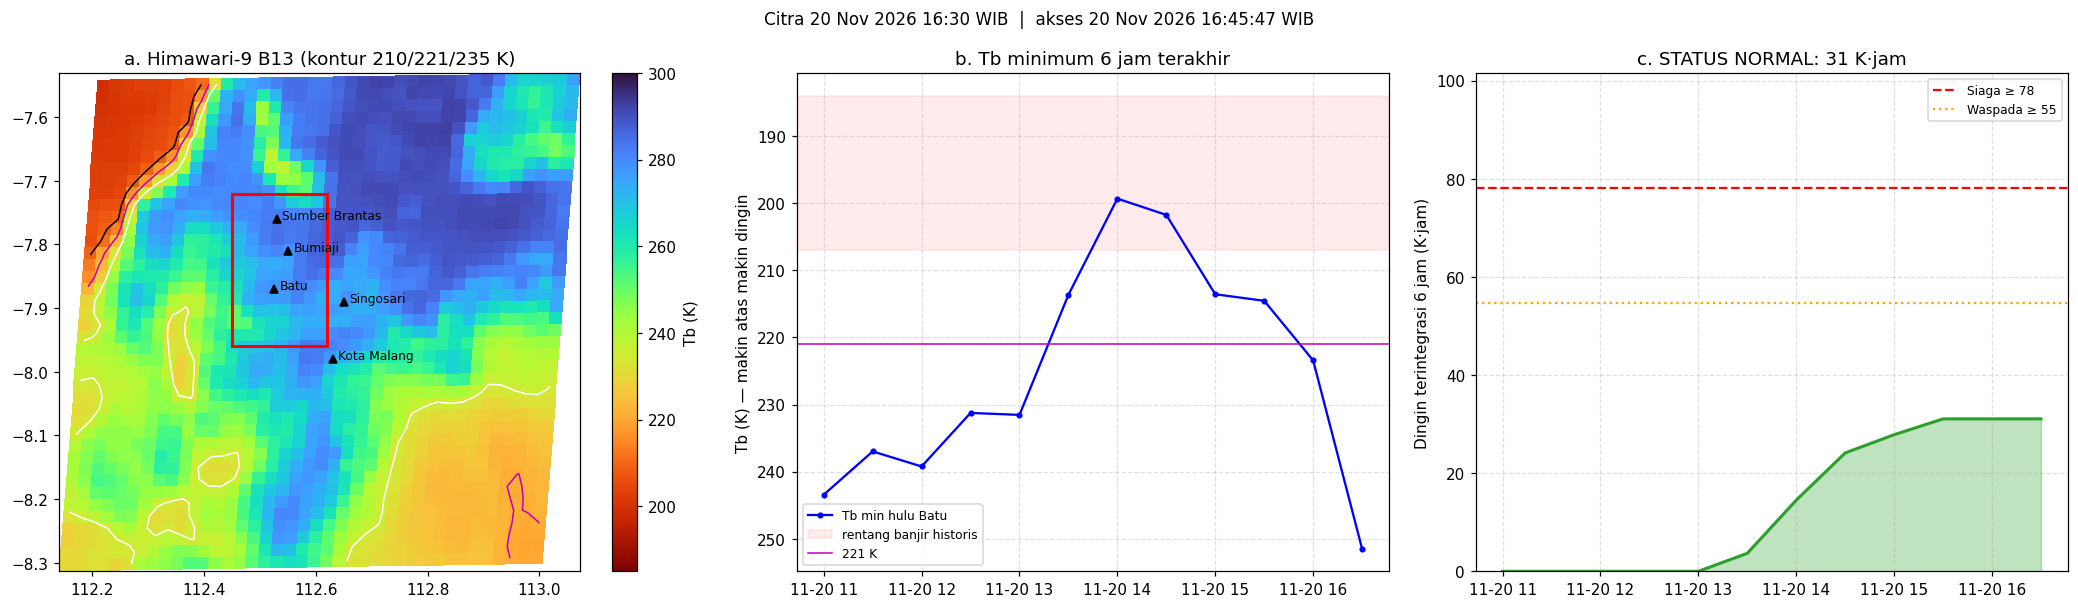 Citra 20 Nov 2026 16:30 WIB | akses 20 Nov 2026 16:45:47 WIB
a. Himawari-9 B13 (kontur 210/221/235 K)
−7.6
−7.7
−7.8
−7.9
−8.0
−8.1
−8.2
−8.3
112.2
112.4
112.6
112.8
113.0
Sumber Brantas
Bumiaji
Batu
Singosari
Kota Malang
300
280
260
240
220
200
Tb (K)
b. Tb minimum 6 jam terakhir
Tb (K) — makin atas makin dingin
190
200
210
220
230
240
250
Tb min hulu Batu
rentang banjir historis
221 K
11-20 11
11-20 12
11-20 13
11-20 14
11-20 15
11-20 16
c. STATUS NORMAL: 31 K·jam
Dingin terintegrasi 6 jam (K·jam)
100
80
60
40
20
0
Siaga ≥ 78
Waspada ≥ 55
11-20 11
11-20 12
11-20 13
11-20 14
11-20 15
11-20 16